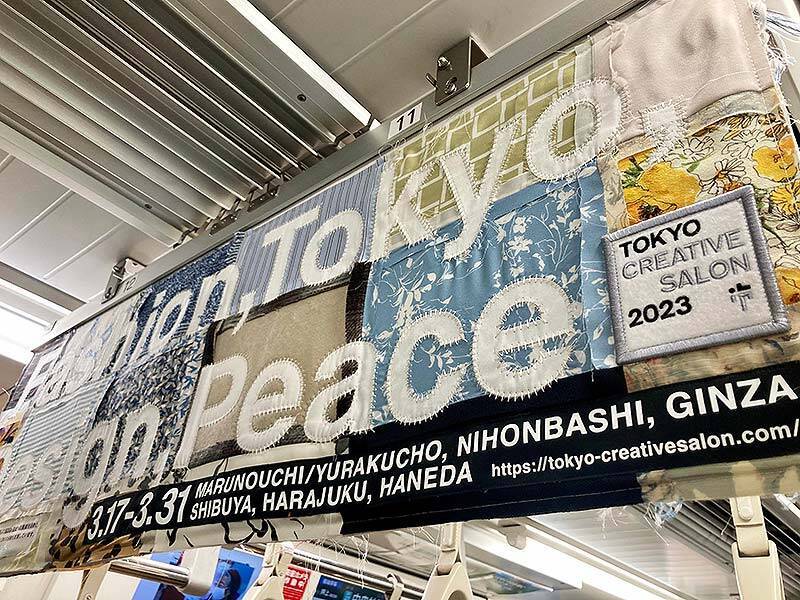 11
12
Fashion, Tokyo,
Design, Peace
TOKYO
CREATIVE
SALON
2023
3.17-3.31
MARUNOUCHI/YURAKUCHO, NIHONBASHI, GINZA
SHIBUYA, HARAJUKU, HANEDA
https://tokyo-creativesalon.com/